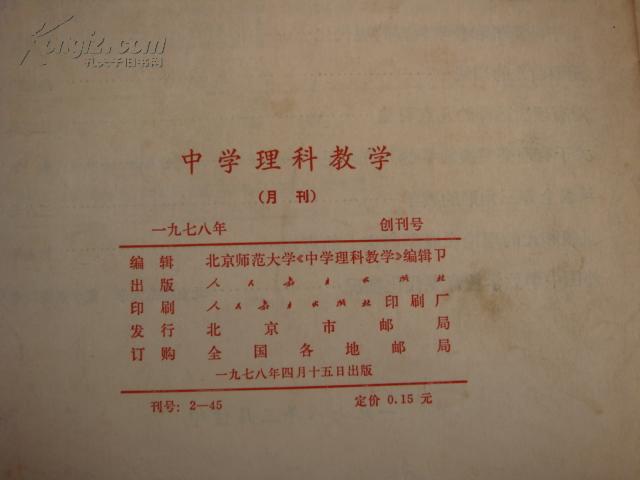 Kongfz.com
孔夫子旧书网
中学理科教学
(月 刊)
一九七八年 创刊号
编 辑 北京师范大学《中学理科教学》编辑卩
出 版 人民教育出版社
印 刷 人民教育出版社印刷厂
发 行 北 京 市 邮 局
订 购 全 国 各 地 邮 局
一九七八年四月十五日出版
刊号: 2—45 定价 0.15 元